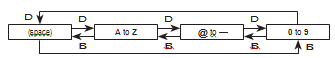 D D D D
(space) A to Z @ to — 0 to 9
B B B B